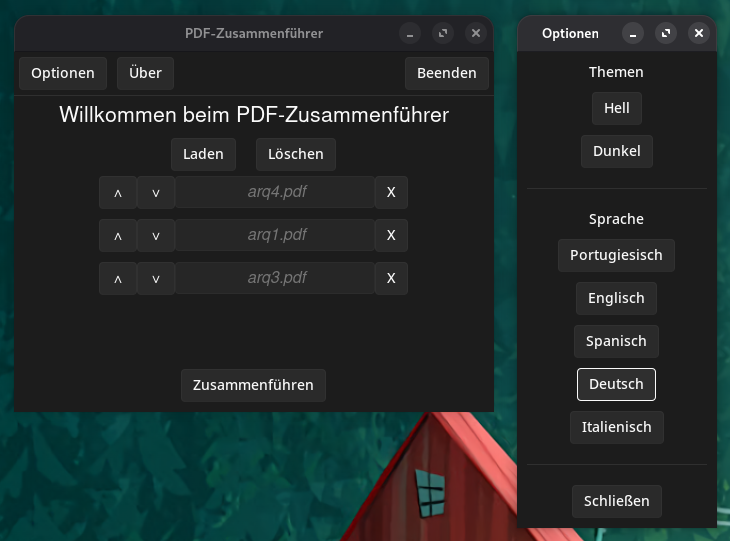 PDF-Zusammenführer
Optionen Über Beenden
Willkommen beim PDF-Zusammenführer
Laden Löschen
˄ ˅ arq4.pdf X
˄ ˅ arq1.pdf X
˄ ˅ arq3.pdf X
Zusammenführen
Optionen
Themen
Hell
Dunkel
Sprache
Portugiesisch
Englisch
Spanisch
Deutsch
Italienisch
Schließen